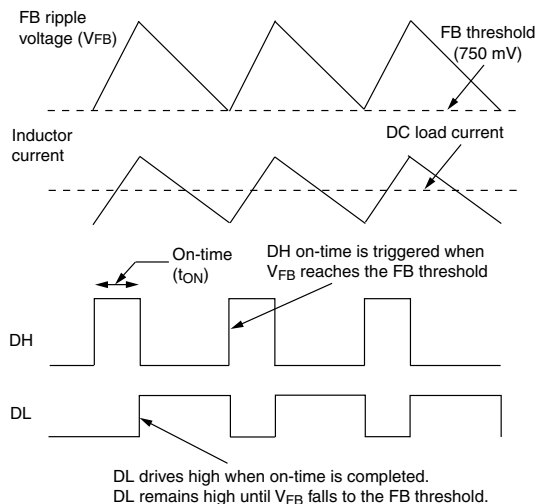 FB ripple
voltage (VFB)
FB threshold
(750 mV)
Inductor
current
DC load current
On-time
(tON)
DH on-time is triggered when
VFB reaches the FB threshold
DH
DL
DL drives high when on-time is completed.
DL remains high until VFB falls to the FB threshold.